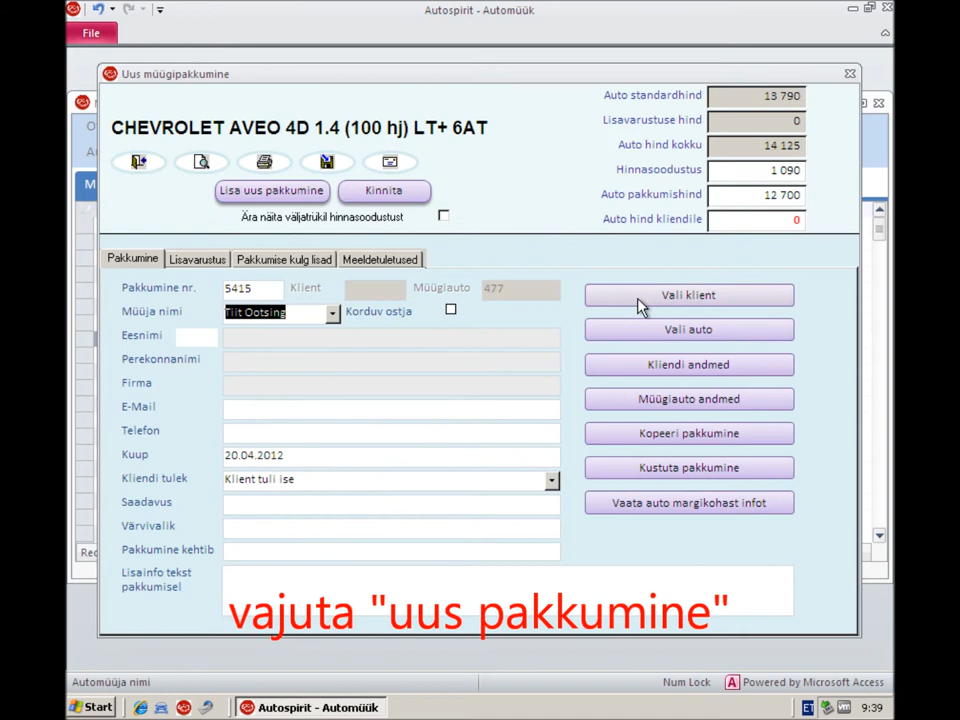 Autospirit - Automüük
File
Uus müügipakkumine
CHEVROLET AVEO 4D 1.4 (100 hj) LT+ 6AT
Auto standardhind 13 790
Lisavarustuse hind 0
Auto hind kokku 14 125
Hinnasoodustus 1 090
Auto pakkumishind 12 700
Auto hind kliendile 0
Lisa uus pakkumine Kinnita
Ära näita väljatrükil hinnasoodustust
Pakkumine Lisavarustus Pakkumise kulg lisad Meeldetuletused
Pakkumine nr. 5415 Klient Müügiauto 477
Müüja nimi Tiit Ootsing Korduv ostja
Eesnimi
Perekonnanimi
Firma
E-Mail
Telefon
Kuup 20.04.2012
Kliendi tulek Klient tuli ise
Saadavus
Värvivalik
Pakkumine kehtib
Lisainfo tekst
pakkumisel
Vali klient
Vali auto
Kliendi andmed
Müügiauto andmed
Kopeeri pakkumine
Kustuta pakkumine
Vaata auto margikohast infot
vajuta "uus pakkumine"
Automüüja nimi Num Lock Powered by Microsoft Access
Start Autospirit - Automüük ET 9:39